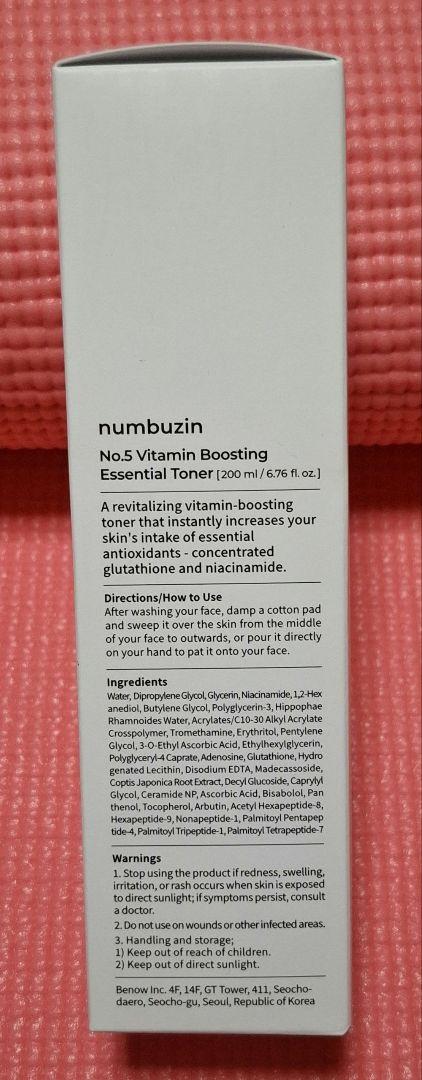 numbuzin
No.5 Vitamin Boosting
Essential Toner [200 ml / 6.76 fl. oz.]
A revitalizing vitamin-boosting
toner that instantly increases your
skin's intake of essential
antioxidants - concentrated
glutathione and niacinamide.
Directions/How to Use
After washing your face, damp a cotton pad
and sweep it over the skin from the middle
of your face to outwards, or pour it directly
on your hand to pat it onto your face.
Ingredients
Water, Dipropylene Glycol, Glycerin, Niacinamide, 1,2-Hex
anediol, Butylene Glycol, Polyglycerin-3, Hippophae
Rhamnoides Water, Acrylates/C10-30 Alkyl Acrylate
Crosspolymer, Tromethamine, Erythritol, Pentylene
Glycol, 3-O-Ethyl Ascorbic Acid, Ethylhexylglycerin,
Polyglyceryl-4 Caprate, Adenosine, Glutathione, Hydro
genated Lecithin, Disodium EDTA, Madecassoside,
Coptis Japonica Root Extract, Decyl Glucoside, Caprylyl
Glycol, Ceramide NP, Ascorbic Acid, Bisabolol, Pan
thenol, Tocopherol, Arbutin, Acetyl Hexapeptide-8,
Hexapeptide-9, Nonapeptide-1, Palmitoyl Pentapep
tide-4, Palmitoyl Tripeptide-1, Palmitoyl Tetrapeptide-7
Warnings
1. Stop using the product if redness, swelling,
irritation, or rash occurs when skin is exposed
to direct sunlight; if symptoms persist, consult
a doctor.
2. Do not use on wounds or other infected areas.
3. Handling and storage;
1) Keep out of reach of children.
2) Keep out of direct sunlight.
Benow Inc. 4F, 14F, GT Tower, 411, Seocho-
daero, Seocho-gu, Seoul, Republic of Korea